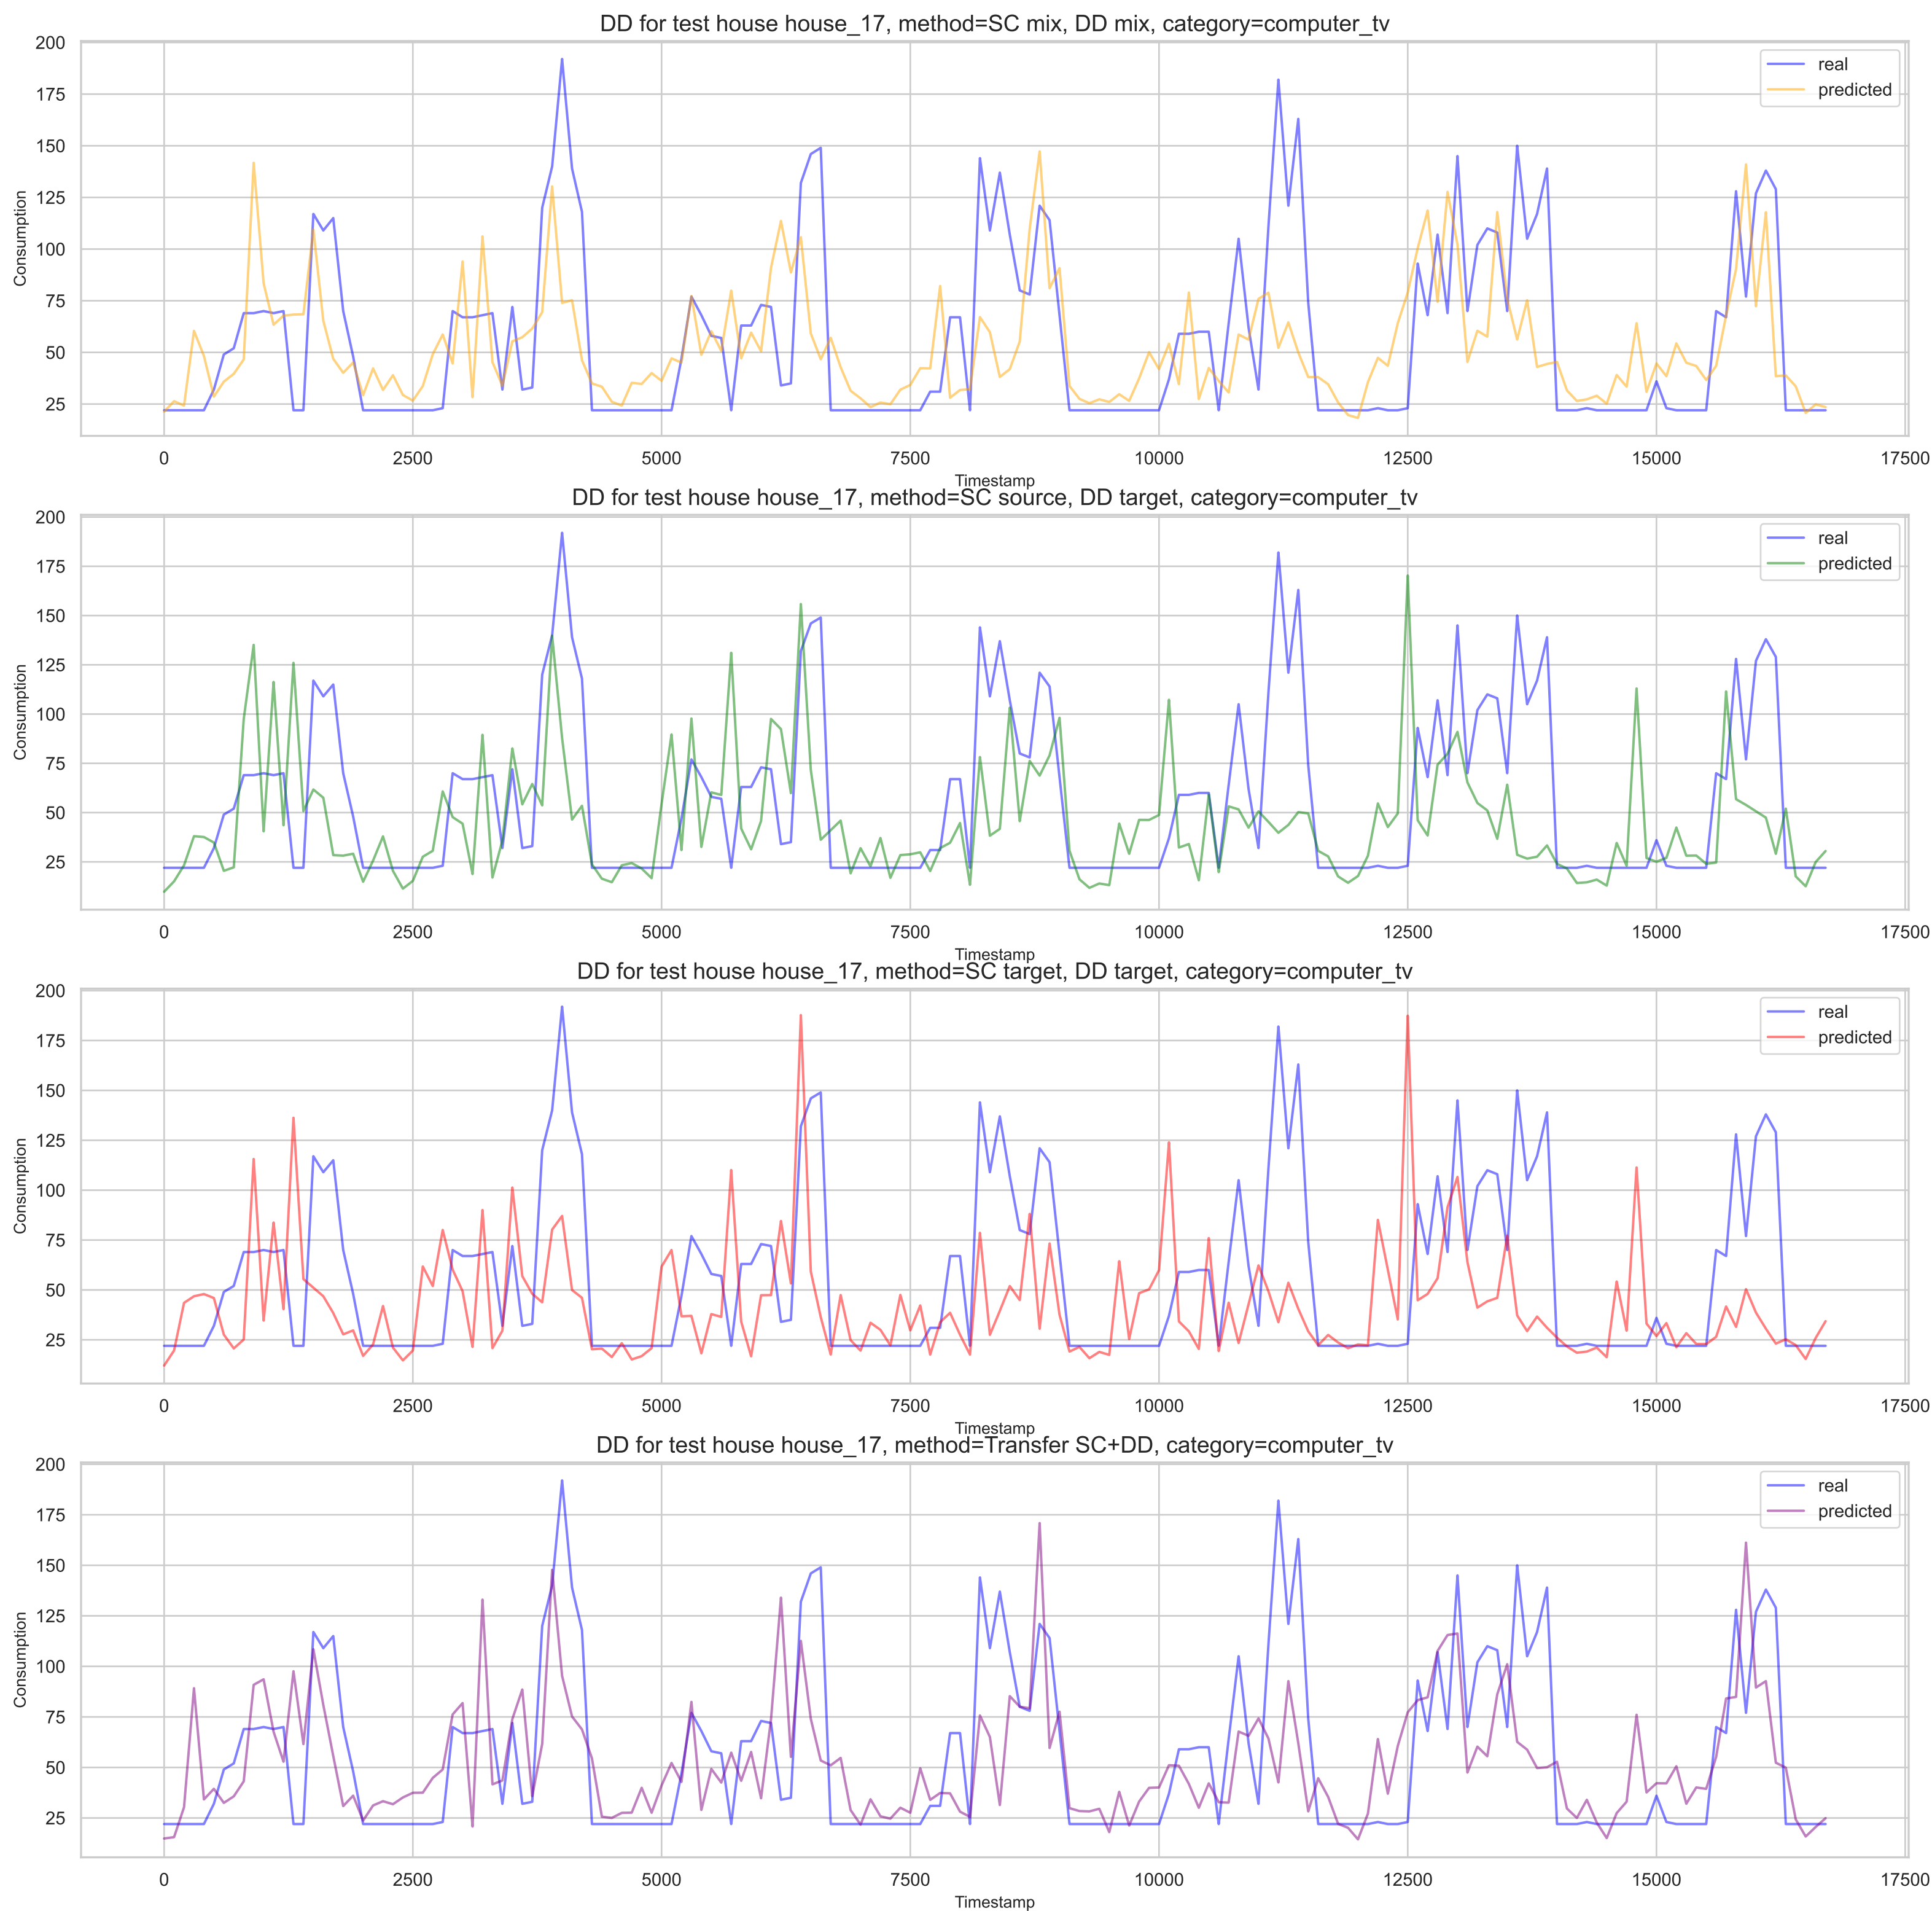 DD for test house house_17, method=SC mix, DD mix, category=computer_tv
200
175
150
125
100
75
50
25
Consumption
real
predicted
0 2500 5000 7500 10000 12500 15000 17500
Timestamp
DD for test house house_17, method=SC source, DD target, category=computer_tv
200
175
150
125
100
75
50
25
Consumption
real
predicted
0 2500 5000 7500 10000 12500 15000 17500
Timestamp
DD for test house house_17, method=SC target, DD target, category=computer_tv
200
175
150
125
100
75
50
25
Consumption
real
predicted
0 2500 5000 7500 10000 12500 15000 17500
Timestamp
DD for test house house_17, method=Transfer SC+DD, category=computer_tv
200
175
150
125
100
75
50
25
Consumption
real
predicted
0 2500 5000 7500 10000 12500 15000 17500
Timestamp